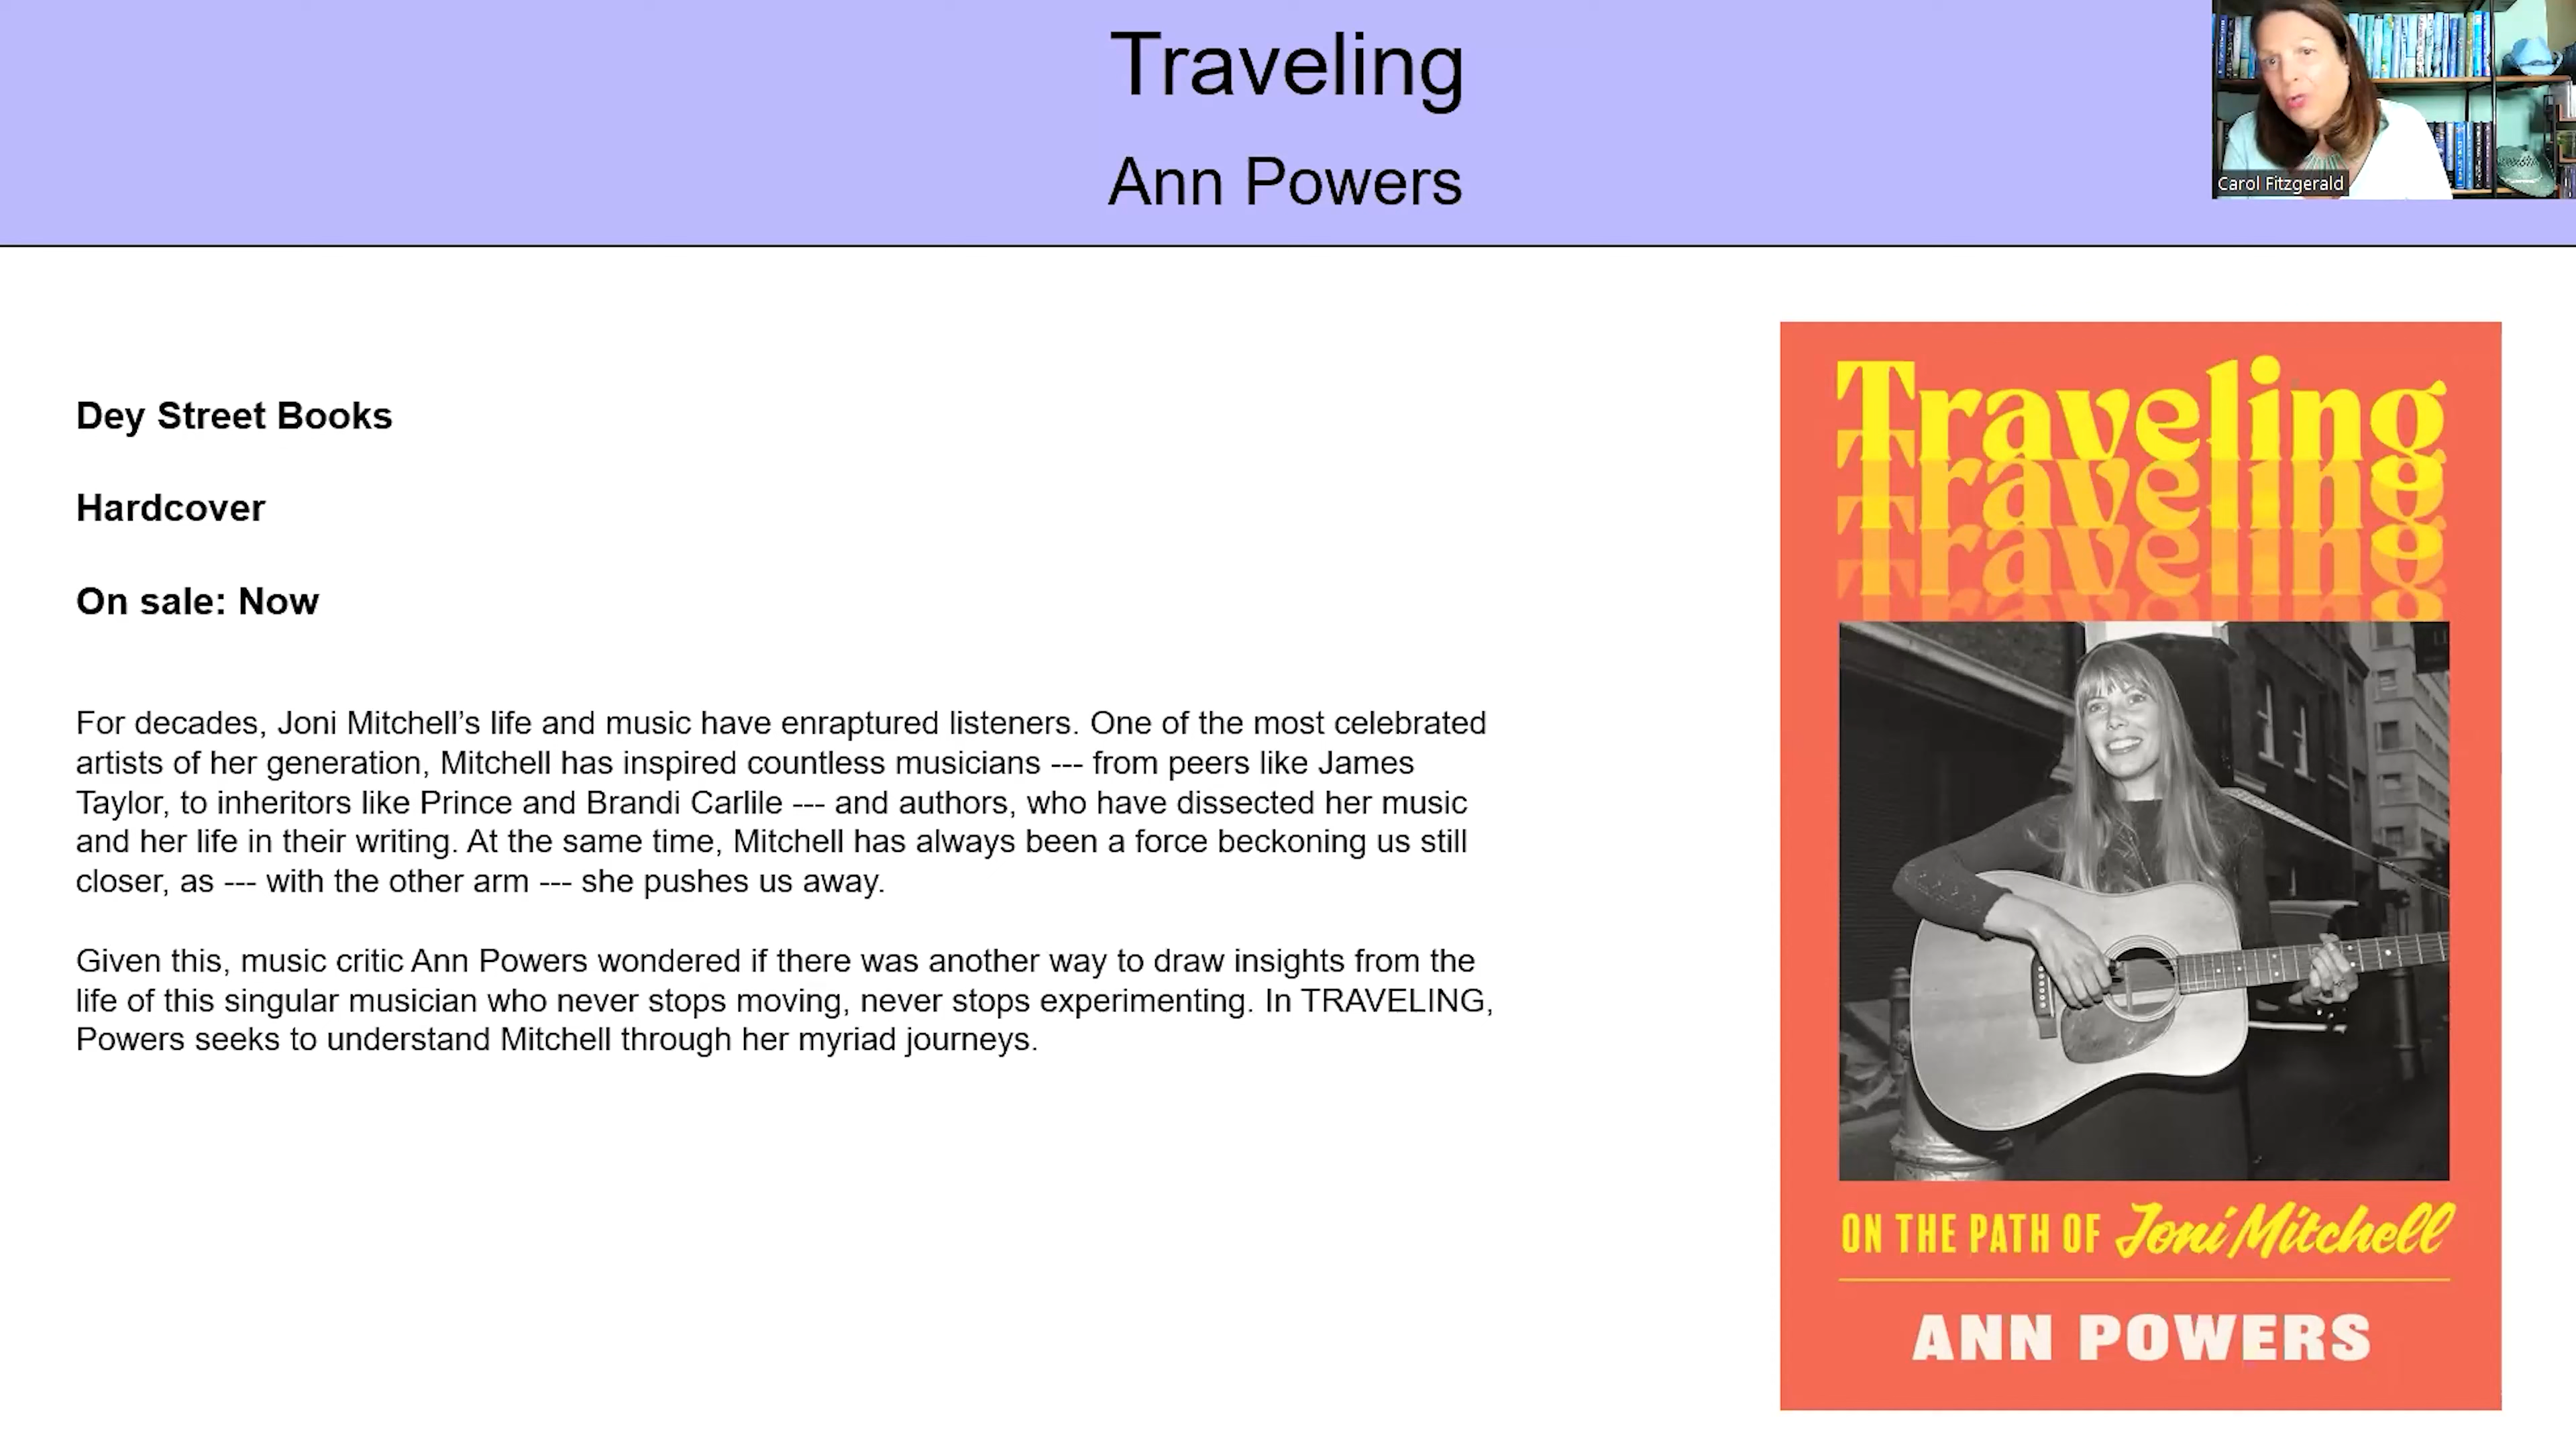 Traveling
Ann Powers
Carol Fitzgerald
Dey Street Books
Hardcover
On sale: Now
For decades, Joni Mitchell’s life and music have enraptured listeners. One of the most celebrated
artists of her generation, Mitchell has inspired countless musicians --- from peers like James
Taylor, to inheritors like Prince and Brandi Carlile --- and authors, who have dissected her music
and her life in their writing. At the same time, Mitchell has always been a force beckoning us still
closer, as --- with the other arm --- she pushes us away.
Given this, music critic Ann Powers wondered if there was another way to draw insights from the
life of this singular musician who never stops moving, never stops experimenting. In TRAVELING,
Powers seeks to understand Mitchell through her myriad journeys.
Traveling
Traveling
Traveling
ON THE PATH OF Joni Mitchell
ANN POWERS